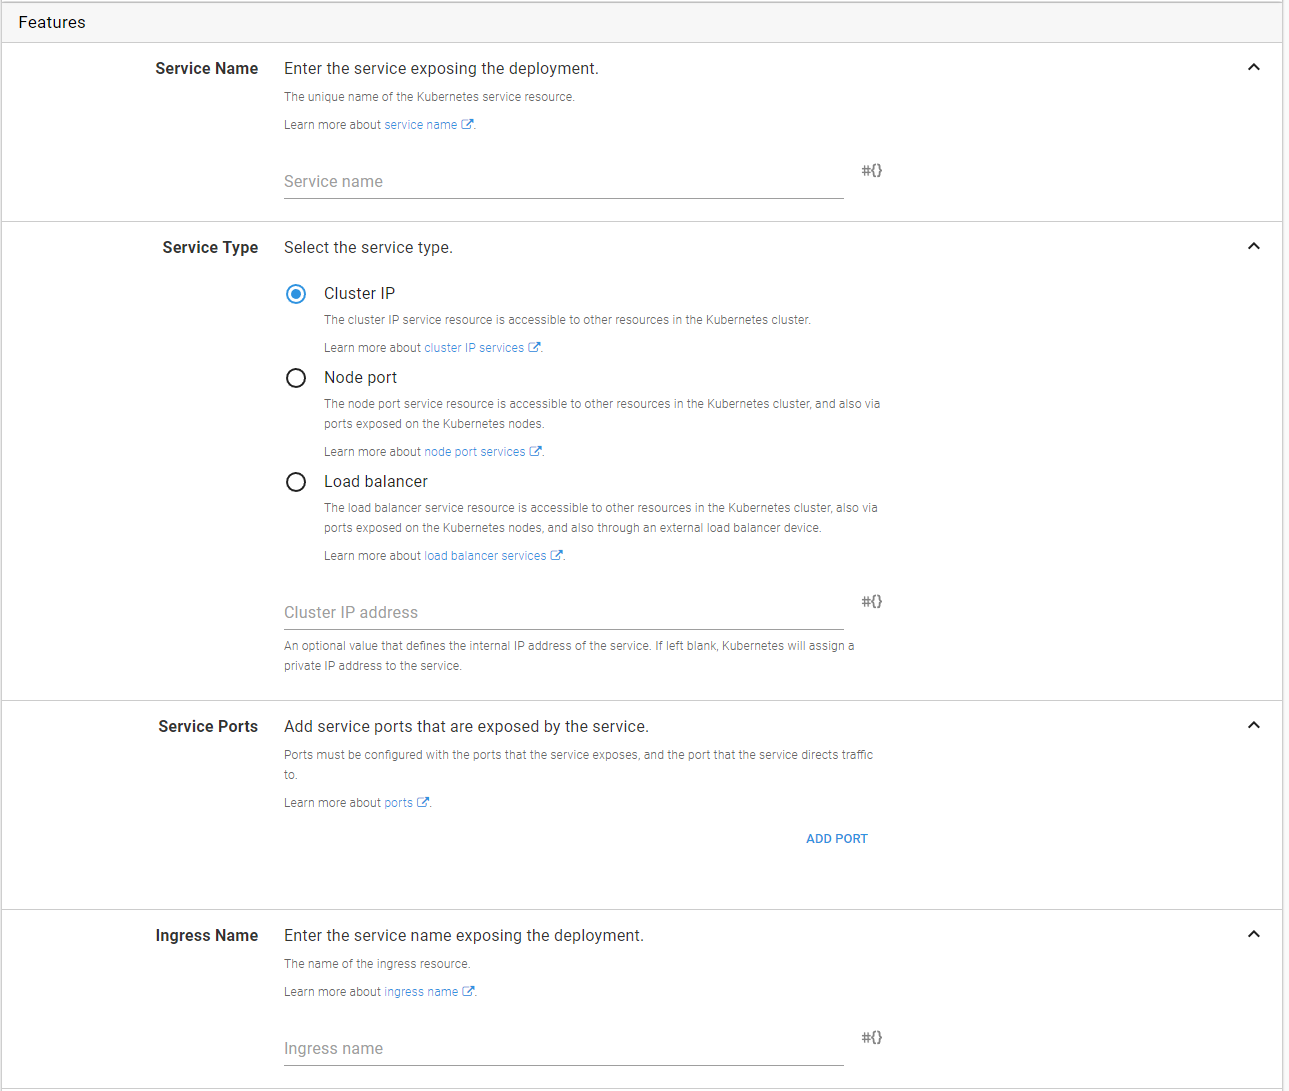 Features
Service Name
Enter the service exposing the deployment.
The unique name of the Kubernetes service resource.
Learn more about service name.
Service name
#{}
Service Type
Select the service type.
Cluster IP
The cluster IP service resource is accessible to other resources in the Kubernetes cluster.
Learn more about cluster IP services.
Node port
The node port service resource is accessible to other resources in the Kubernetes cluster, and also via
ports exposed on the Kubernetes nodes.
Learn more about node port services.
Load balancer
The load balancer service resource is accessible to other resources in the Kubernetes cluster, also via
ports exposed on the Kubernetes nodes, and also through an external load balancer device.
Learn more about load balancer services.
Cluster IP address
#{}
An optional value that defines the internal IP address of the service. If left blank, Kubernetes will assign a
private IP address to the service.
Service Ports
Add service ports that are exposed by the service.
Ports must be configured with the ports that the service exposes, and the port that the service directs traffic
to.
Learn more about ports.
ADD PORT
Ingress Name
Enter the service name exposing the deployment.
The name of the ingress resource.
Learn more about ingress name.
Ingress name
#{}